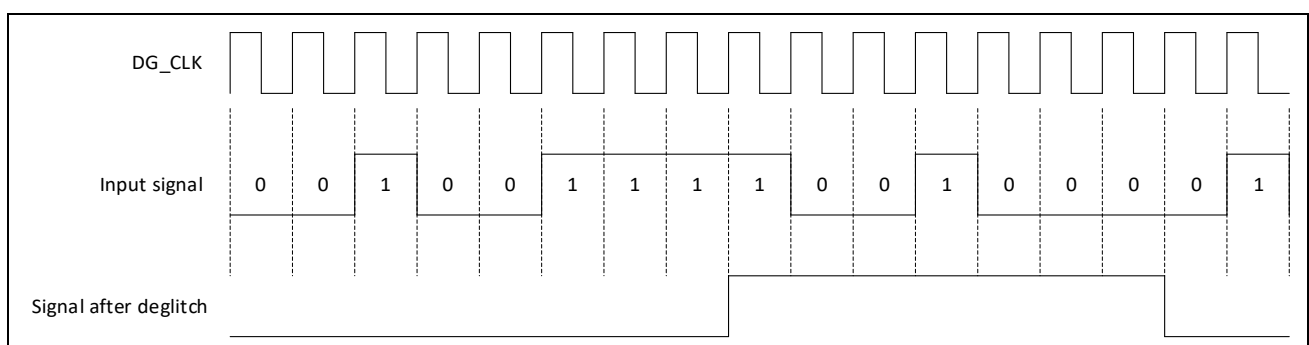 DG_CLK
Input signal 0 0 1 0 0 1 1 1 1 0 0 1 0 0 0 0 1
Signal after deglitch